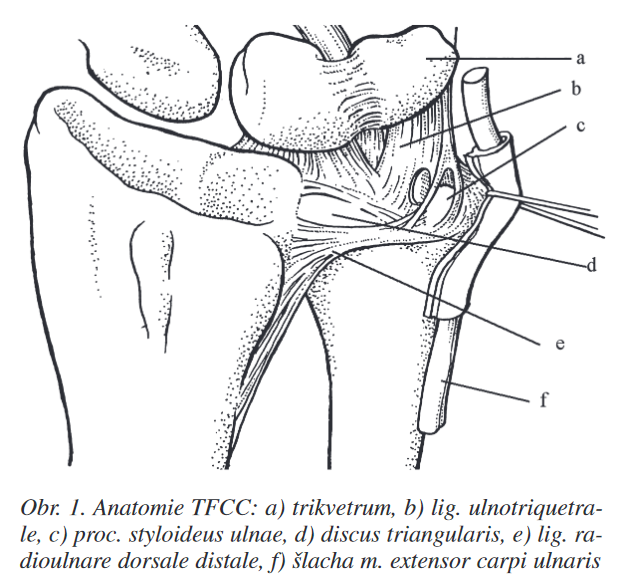 a
b
c
d
e
f
Obr. 1. Anatomie TFCC: a) trikvetrum, b) lig. ulnotriquetra-
le, c) proc. styloideus ulnae, d) discus triangularis, e) lig. ra-
dioulnare dorsale distale, f) šlacha m. extensor carpi ulnaris